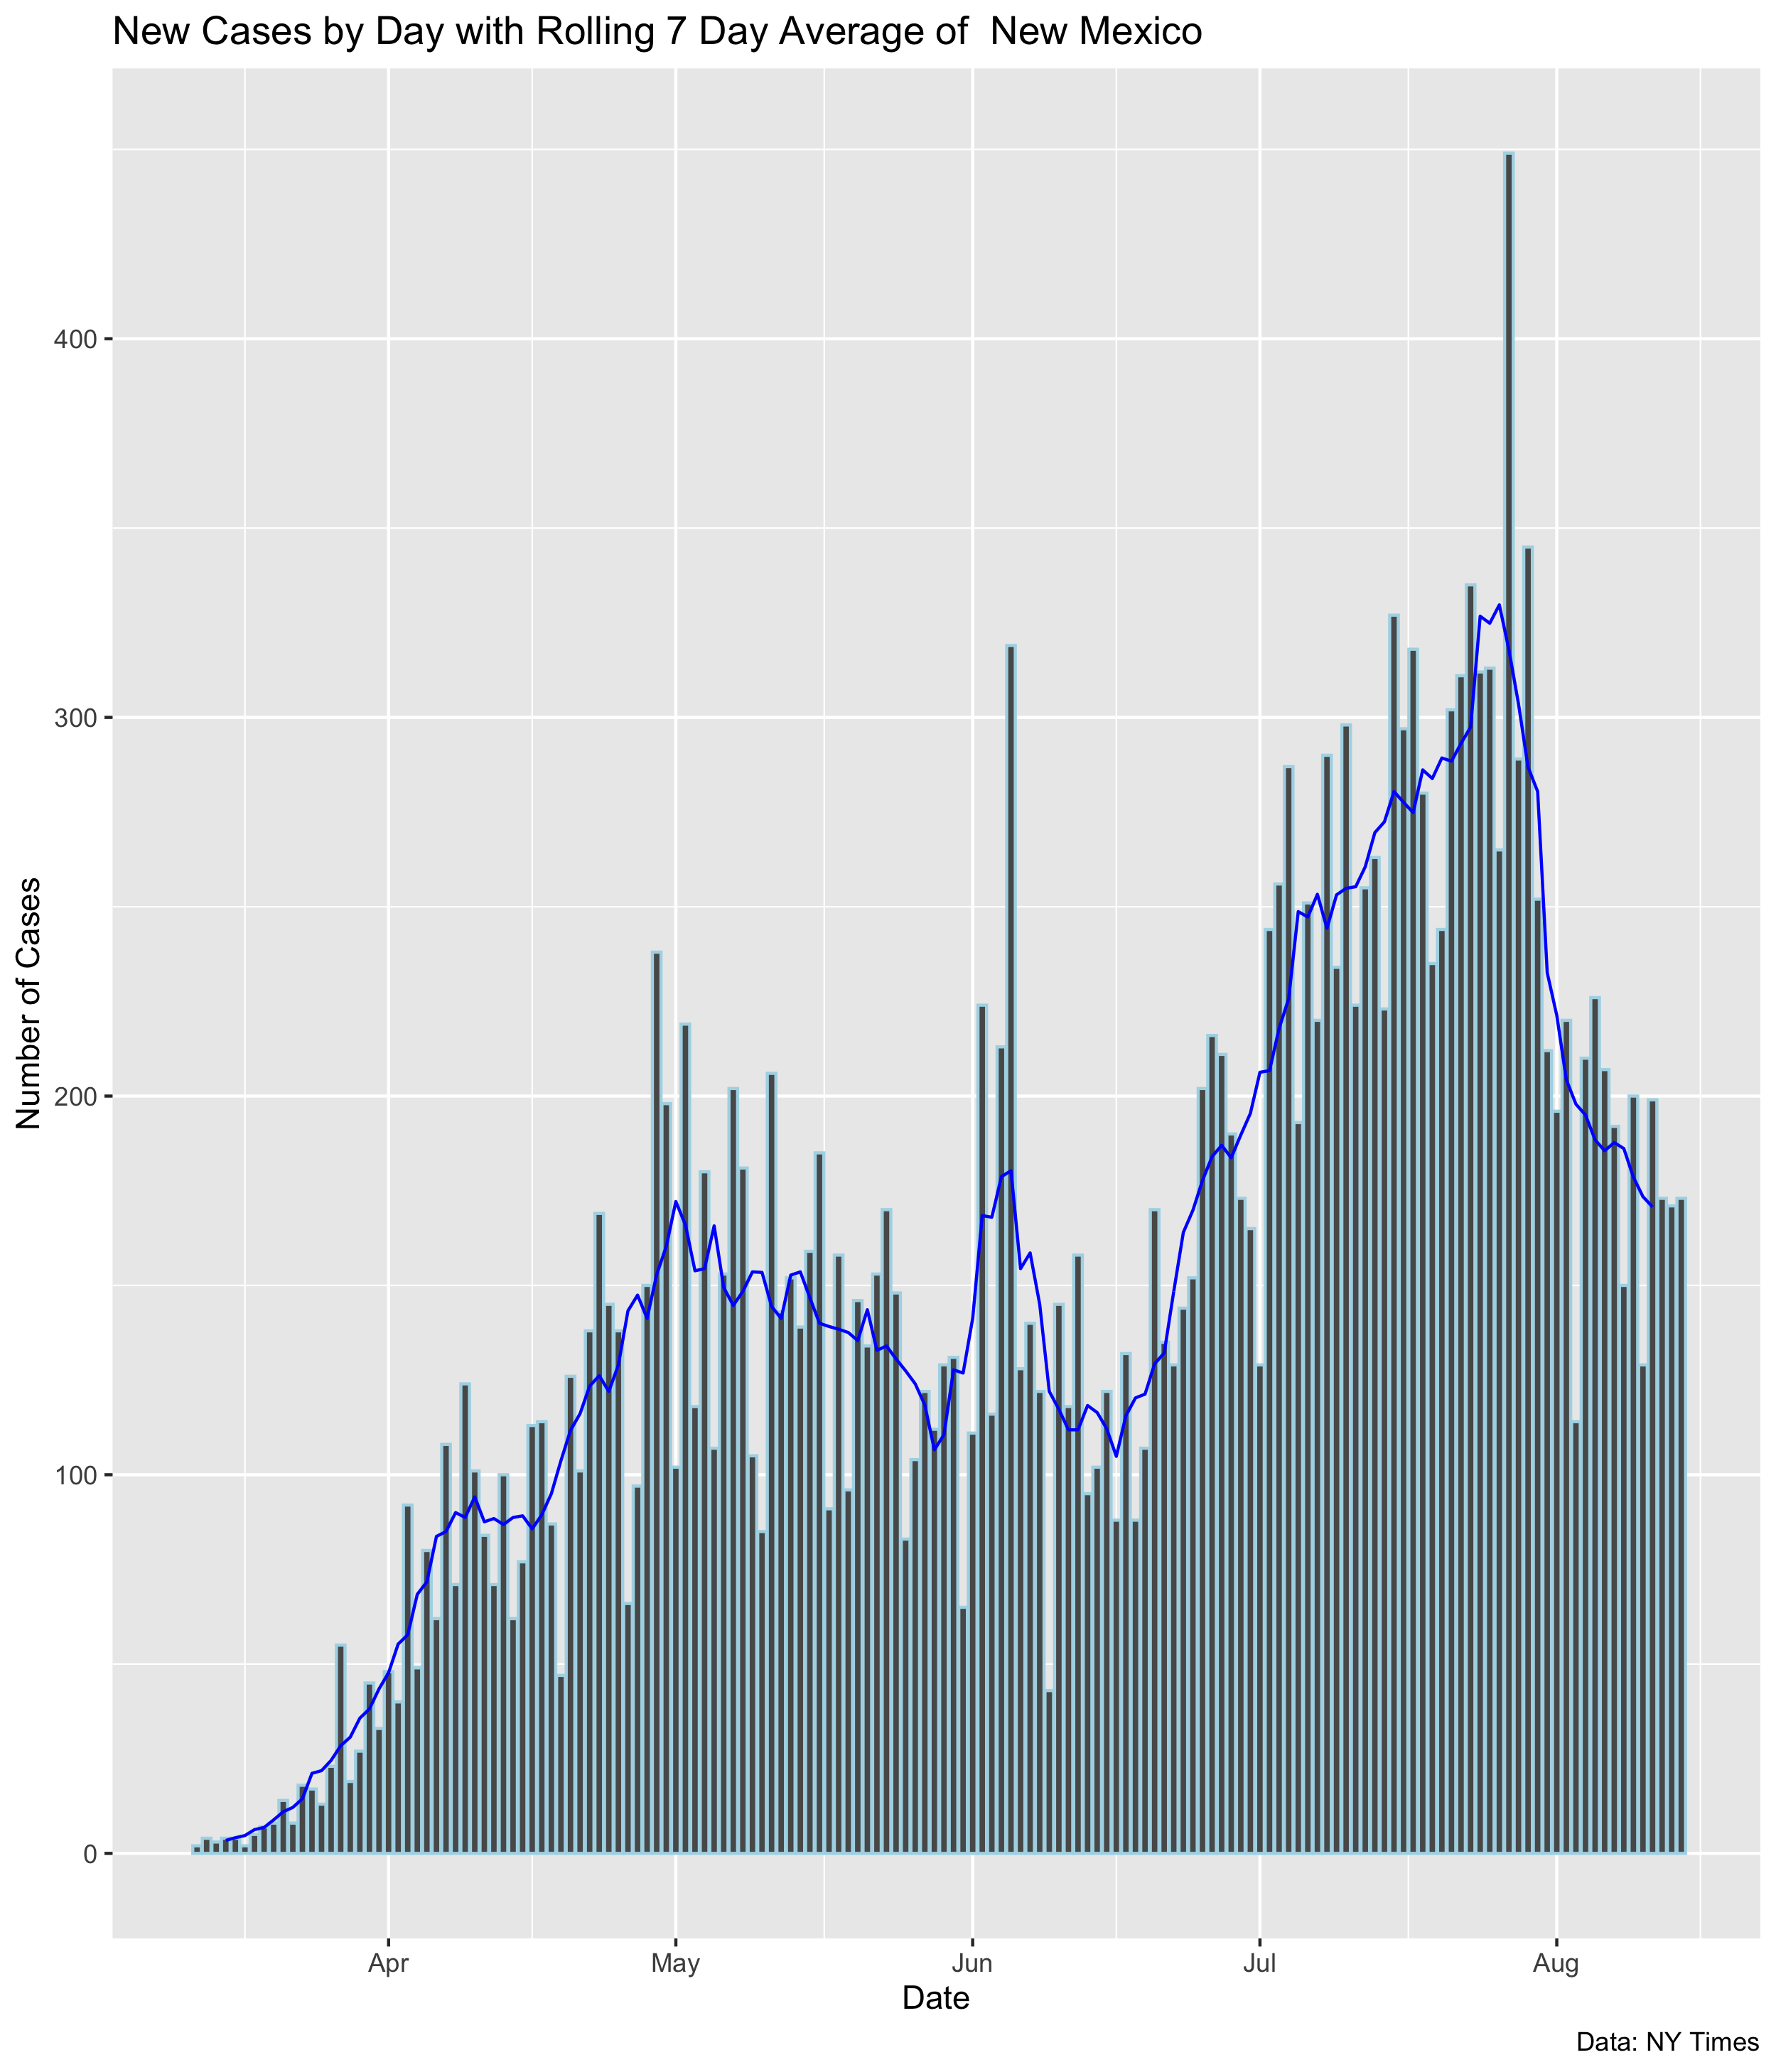 New Cases by Day with Rolling 7 Day Average of  New Mexico
400
300
200
100
0
Number of Cases
Apr May Jun Jul Aug
Date
Data: NY Times